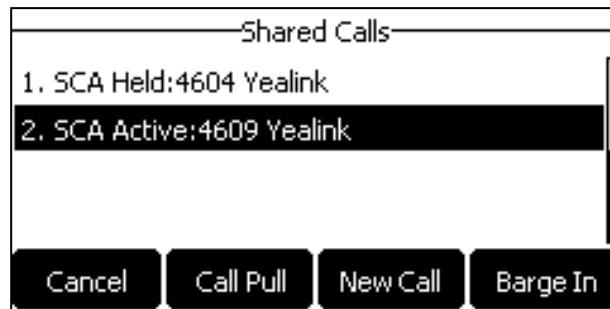 Shared Calls
1. SCA Held:4604 Yealink
2. SCA Active:4609 Yealink
Cancel Call Pull New Call Barge In